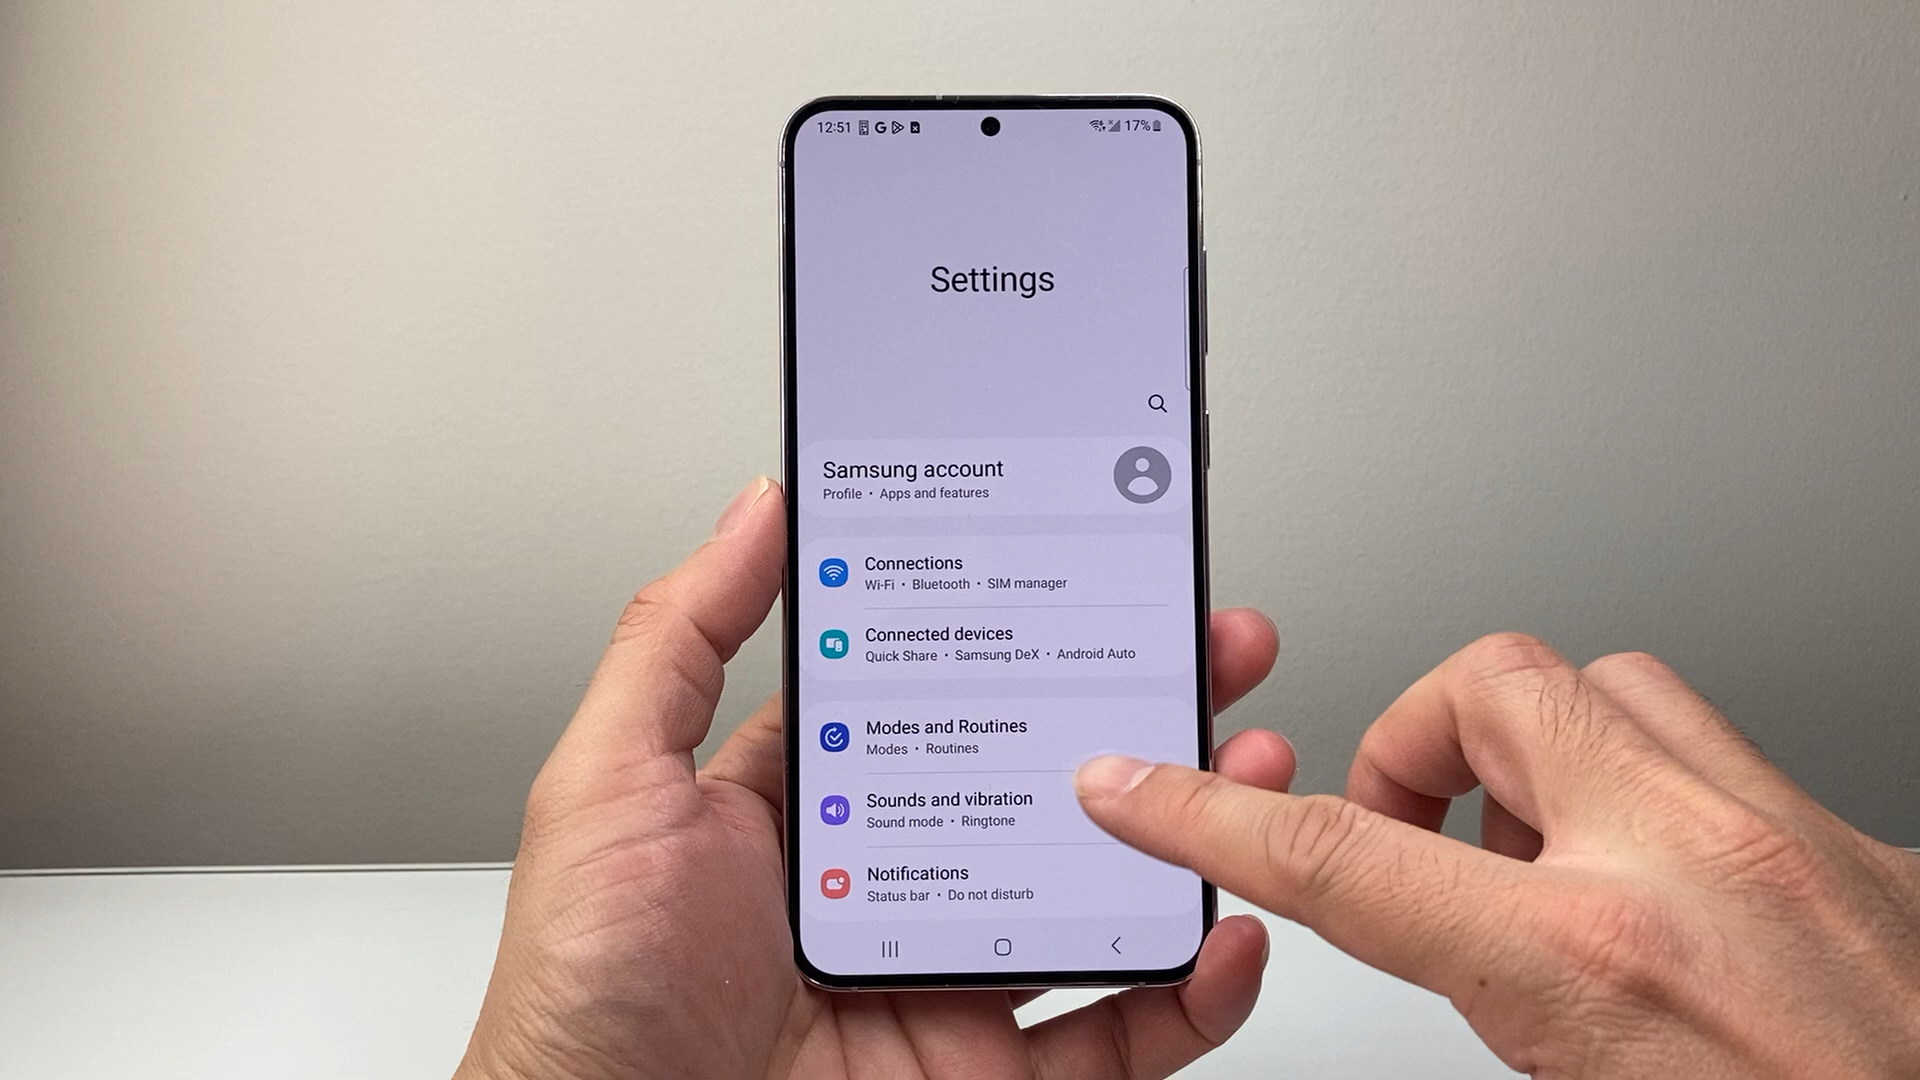 12:51 G 17%
Settings
Samsung account
Profile • Apps and features
Connections
Wi-Fi • Bluetooth • SIM manager
Connected devices
Quick Share • Samsung DeX • Android Auto
Modes and Routines
Modes • Routines
Sounds and vibration
Sound mode • Ringtone
Notifications
Status bar • Do not disturb